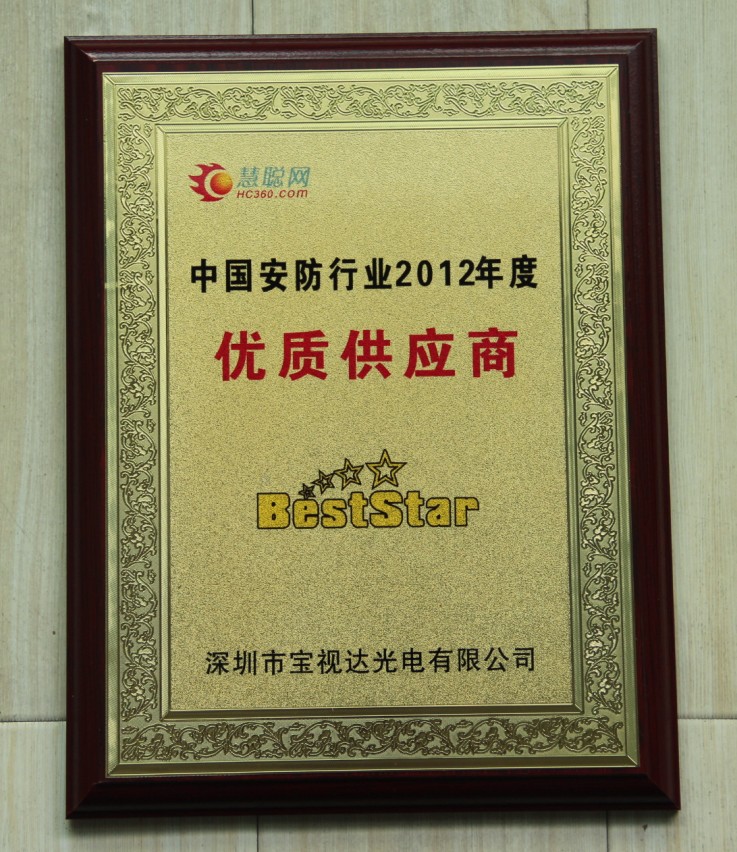 慧聪网
HC360.com
中国安防行业2012年度
优质供应商
BestStar
深圳市宝视达光电有限公司